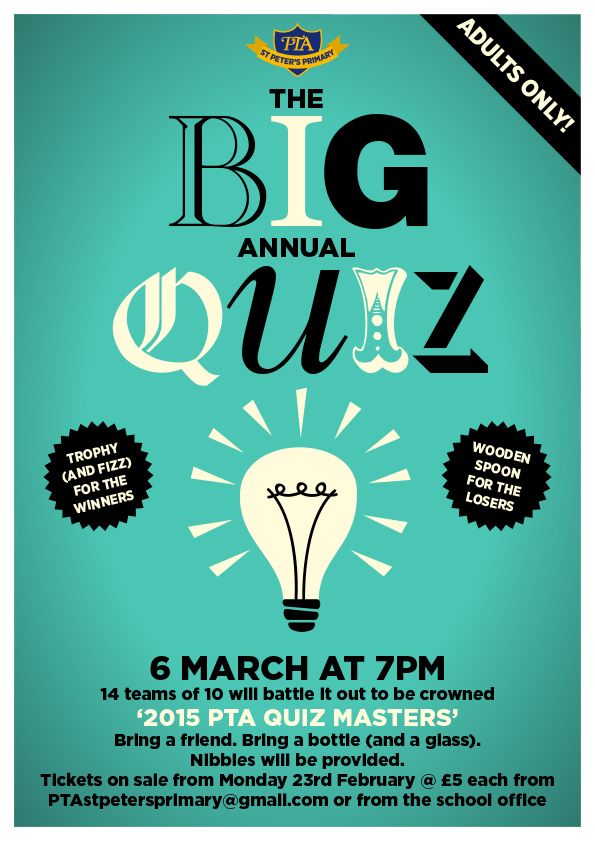 PTA
ST PETER'S PRIMARY
ADULTS ONLY!
THE
BIG
ANNUAL
QUIZ
TROPHY
(AND FIZZ)
FOR THE
WINNERS
WOODEN
SPOON
FOR THE
LOSERS
6 MARCH AT 7PM
14 teams of 10 will battle it out to be crowned
‘2015 PTA QUIZ MASTERS’
Bring a friend. Bring a bottle (and a glass).
Nibbles will be provided.
Tickets on sale from Monday 23rd February @ £5 each from
PTAstpetersprimary@gmail.com or from the school office